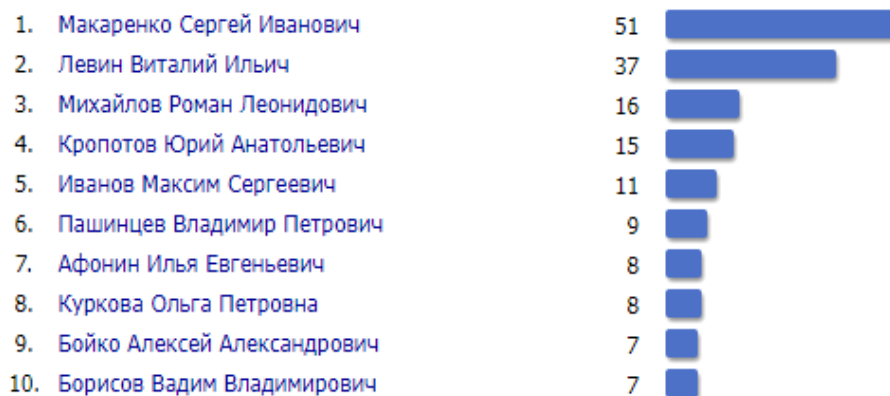 1. Макаренко Сергей Иванович 51
2. Левин Виталий Ильич 37
3. Михайлов Роман Леонидович 16
4. Кропотов Юрий Анатольевич 15
5. Иванов Максим Сергеевич 11
6. Пашинцев Владимир Петрович 9
7. Афонин Илья Евгеньевич 8
8. Куркова Ольга Петровна 8
9. Бойко Алексей Александрович 7
10. Борисов Вадим Владимирович 7